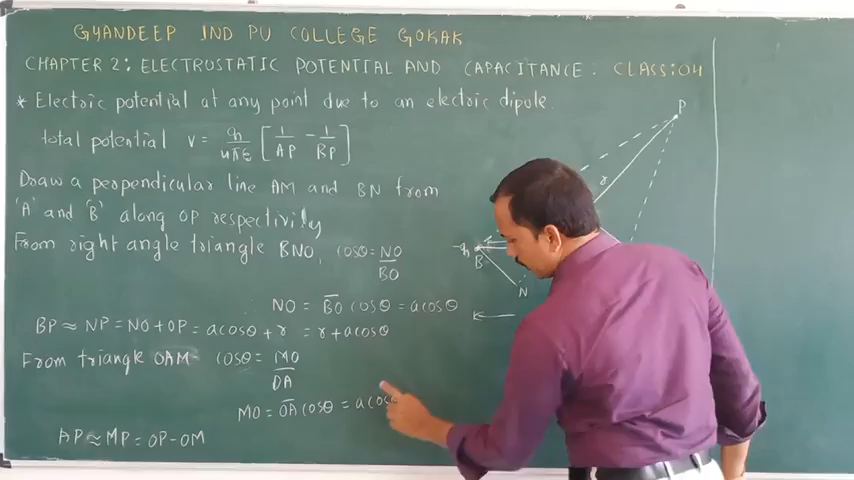 GYANDEEP IND PU COLLEGE GOKAK
CHAPTER 2: ELECTROSTATIC POTENTIAL AND CAPACITANCE: CLASS:04
* Electric potential at any point due to an electric dipole.
total potential V = q/4πε [1/AP - 1/BP]
Draw a perpendicular line AM and BN from
'A' and 'B' along OP respectivily
From right angle triangle BNO, cosθ = NO/BO
NO = BO cosθ = a cosθ
BP ≈ NP = NO + OP = a cosθ + r = r + a cosθ
From triangle OAM- cosθ = MO/OA
MO = OA cosθ = a cos
AP ≈ MP = OP - OM
P
r
-q
B
N